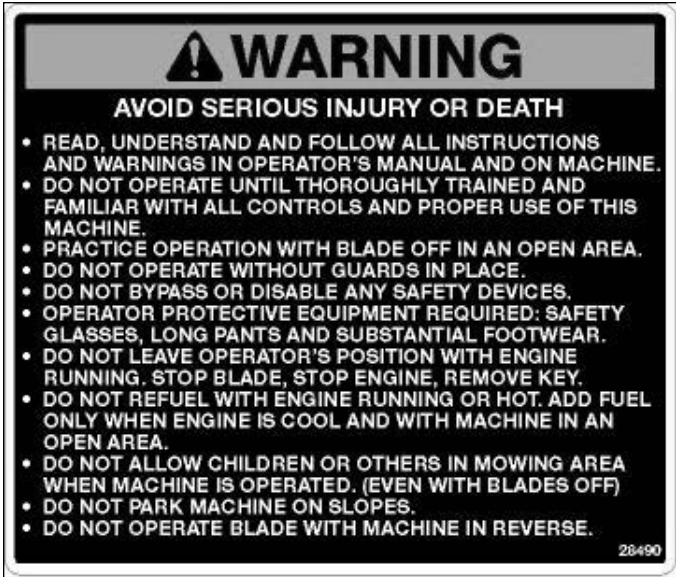 WARNING
AVOID SERIOUS INJURY OR DEATH
• READ, UNDERSTAND AND FOLLOW ALL INSTRUCTIONS
AND WARNINGS IN OPERATOR'S MANUAL AND ON MACHINE.
• DO NOT OPERATE UNTIL THOROUGHLY TRAINED AND
FAMILIAR WITH ALL CONTROLS AND PROPER USE OF THIS
MACHINE.
• PRACTICE OPERATION WITH BLADE OFF IN AN OPEN AREA.
• DO NOT OPERATE WITHOUT GUARDS IN PLACE.
• DO NOT BYPASS OR DISABLE ANY SAFETY DEVICES.
• OPERATOR PROTECTIVE EQUIPMENT REQUIRED: SAFETY
GLASSES, LONG PANTS AND SUBSTANTIAL FOOTWEAR.
• DO NOT LEAVE OPERATOR'S POSITION WITH ENGINE
RUNNING. STOP BLADE, STOP ENGINE, REMOVE KEY.
• DO NOT REFUEL WITH ENGINE RUNNING OR HOT. ADD FUEL
ONLY WHEN ENGINE IS COOL AND WITH MACHINE IN AN
OPEN AREA.
• DO NOT ALLOW CHILDREN OR OTHERS IN MOWING AREA
WHEN MACHINE IS OPERATED. (EVEN WITH BLADES OFF)
• DO NOT PARK MACHINE ON SLOPES.
• DO NOT OPERATE BLADE WITH MACHINE IN REVERSE.
28490